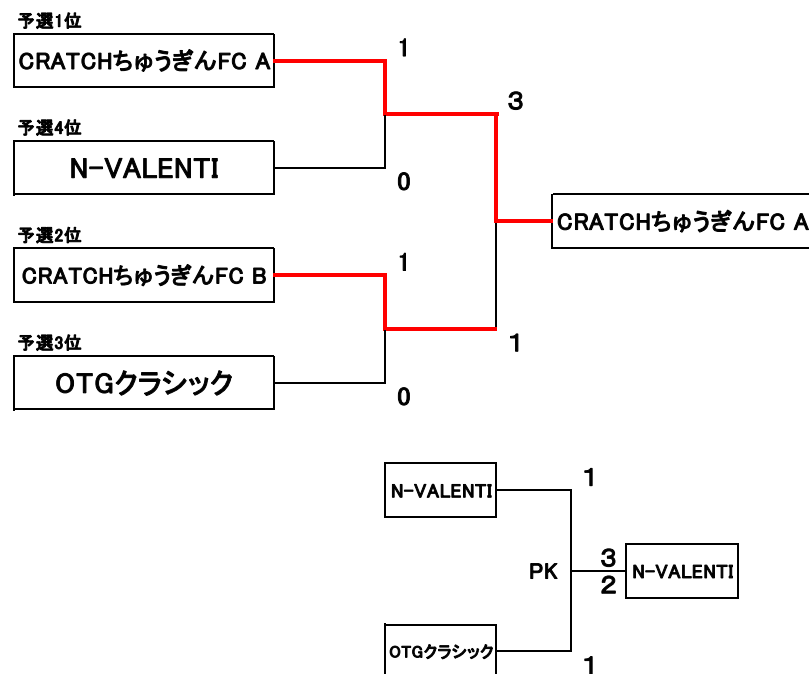 予選1位
CRATCHちゅうぎんFC A
1
3
予選4位
N-VALENTI
0
CRATCHちゅうぎんFC A
予選2位
CRATCHちゅうぎんFC B
1
予選3位
1
OTGクラシック
0
N-VALENTI
1
PK
3
2
N-VALENTI
OTGクラシック
1